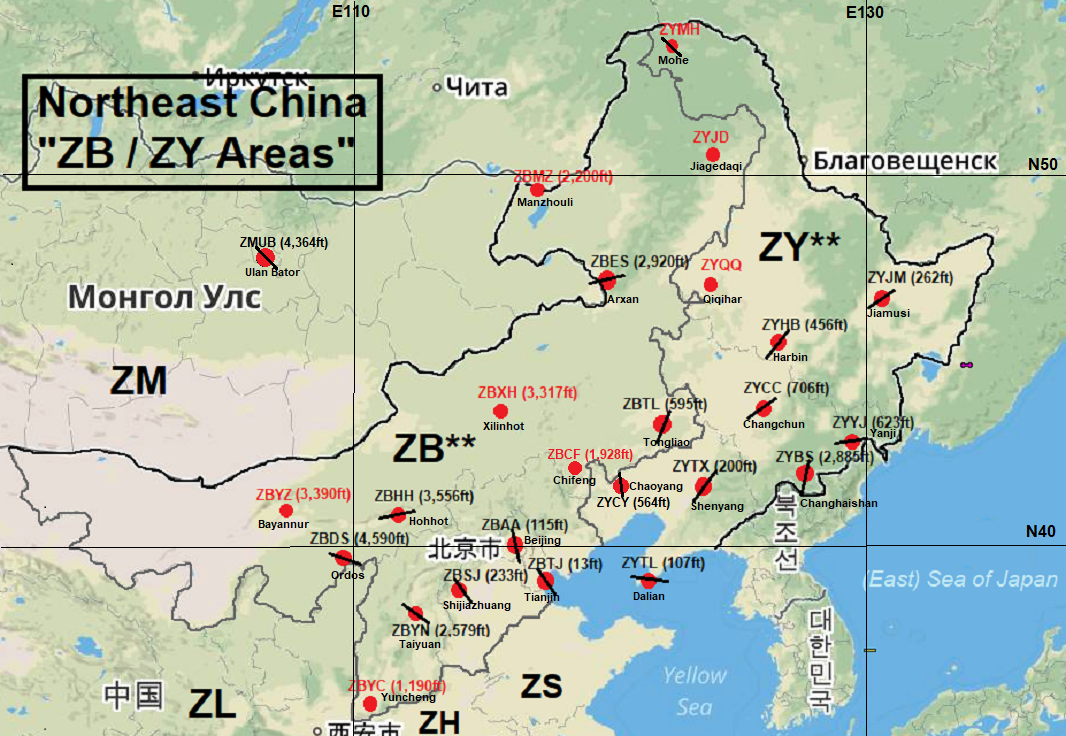 E110
E130
ZYMH
Mohe
Иркутск
Чита
Northeast China
"ZB / ZY Areas"
ZYJD
Jiagedaqi
Благовещенск
N50
ZBMZ (2,200ft)
Manzhouli
ZMUB (4,364ft)
Ulan Bator
ZY**
ZBES (2,920ft)
Arxan
ZYQQ
Qiqihar
ZYJM (262ft)
Jiamusi
Монгол Улс
ZYHB (456ft)
Harbin
ZM
ZBXH (3,317ft)
Xilinhot
ZBTL (595ft)
Tongliao
ZYCC (706ft)
Changchun
ZYYJ (623ft)
Yanji
ZB**
ZBCF (1,928ft)
Chifeng
ZYTX (200ft)
Shenyang
ZYBS (2,885ft)
Changhaishan
ZBYZ (3,390ft)
Bayannur
ZBHH (3,556ft)
Hohhot
Chaoyang
ZYCY (564ft)
북조선
ZBAA (115ft)
Beijing
北京市
N40
ZBDS (4,590ft)
Ordos
ZBTJ (13ft)
Tianjin
ZYTL (107ft)
Dalian
(East) Sea of Japan
ZBSJ (233ft)
Shijiazhuang
ZBYN (2,579ft)
Taiyuan
대한민국
中国
ZL
ZBYC (1,190ft)
Yuncheng
ZS
Yellow
Sea
ZH
西安市